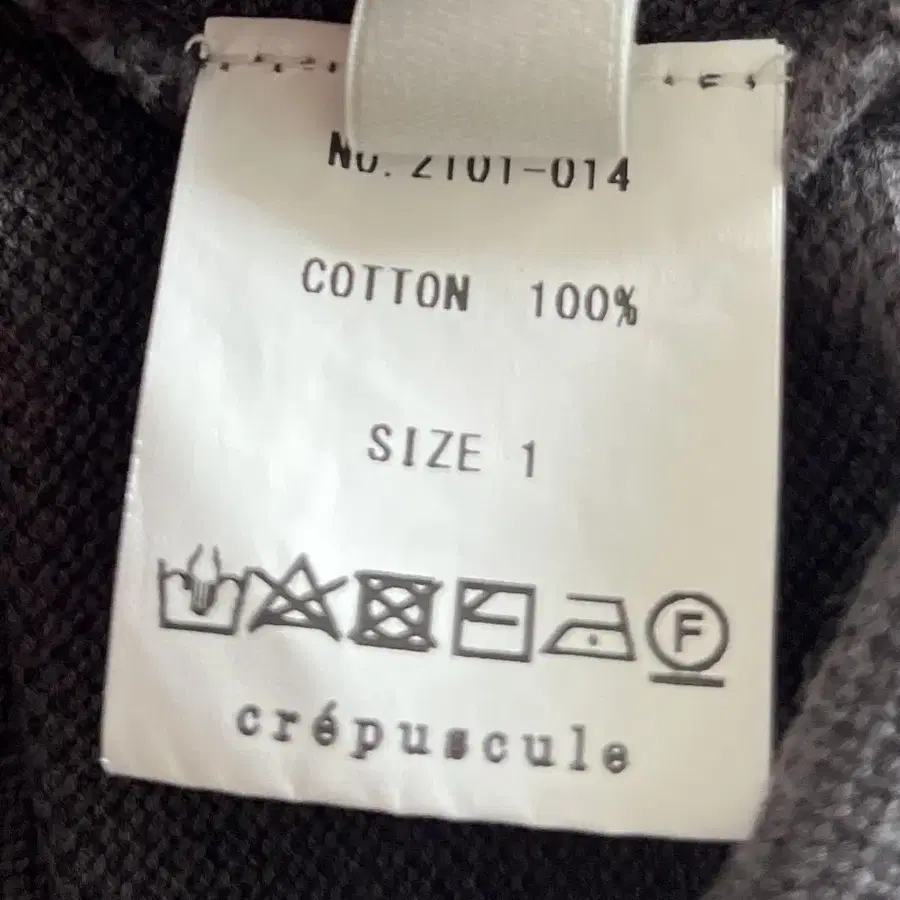 No. 2101-014
COTTON 100%
SIZE 1
F
crépuscule